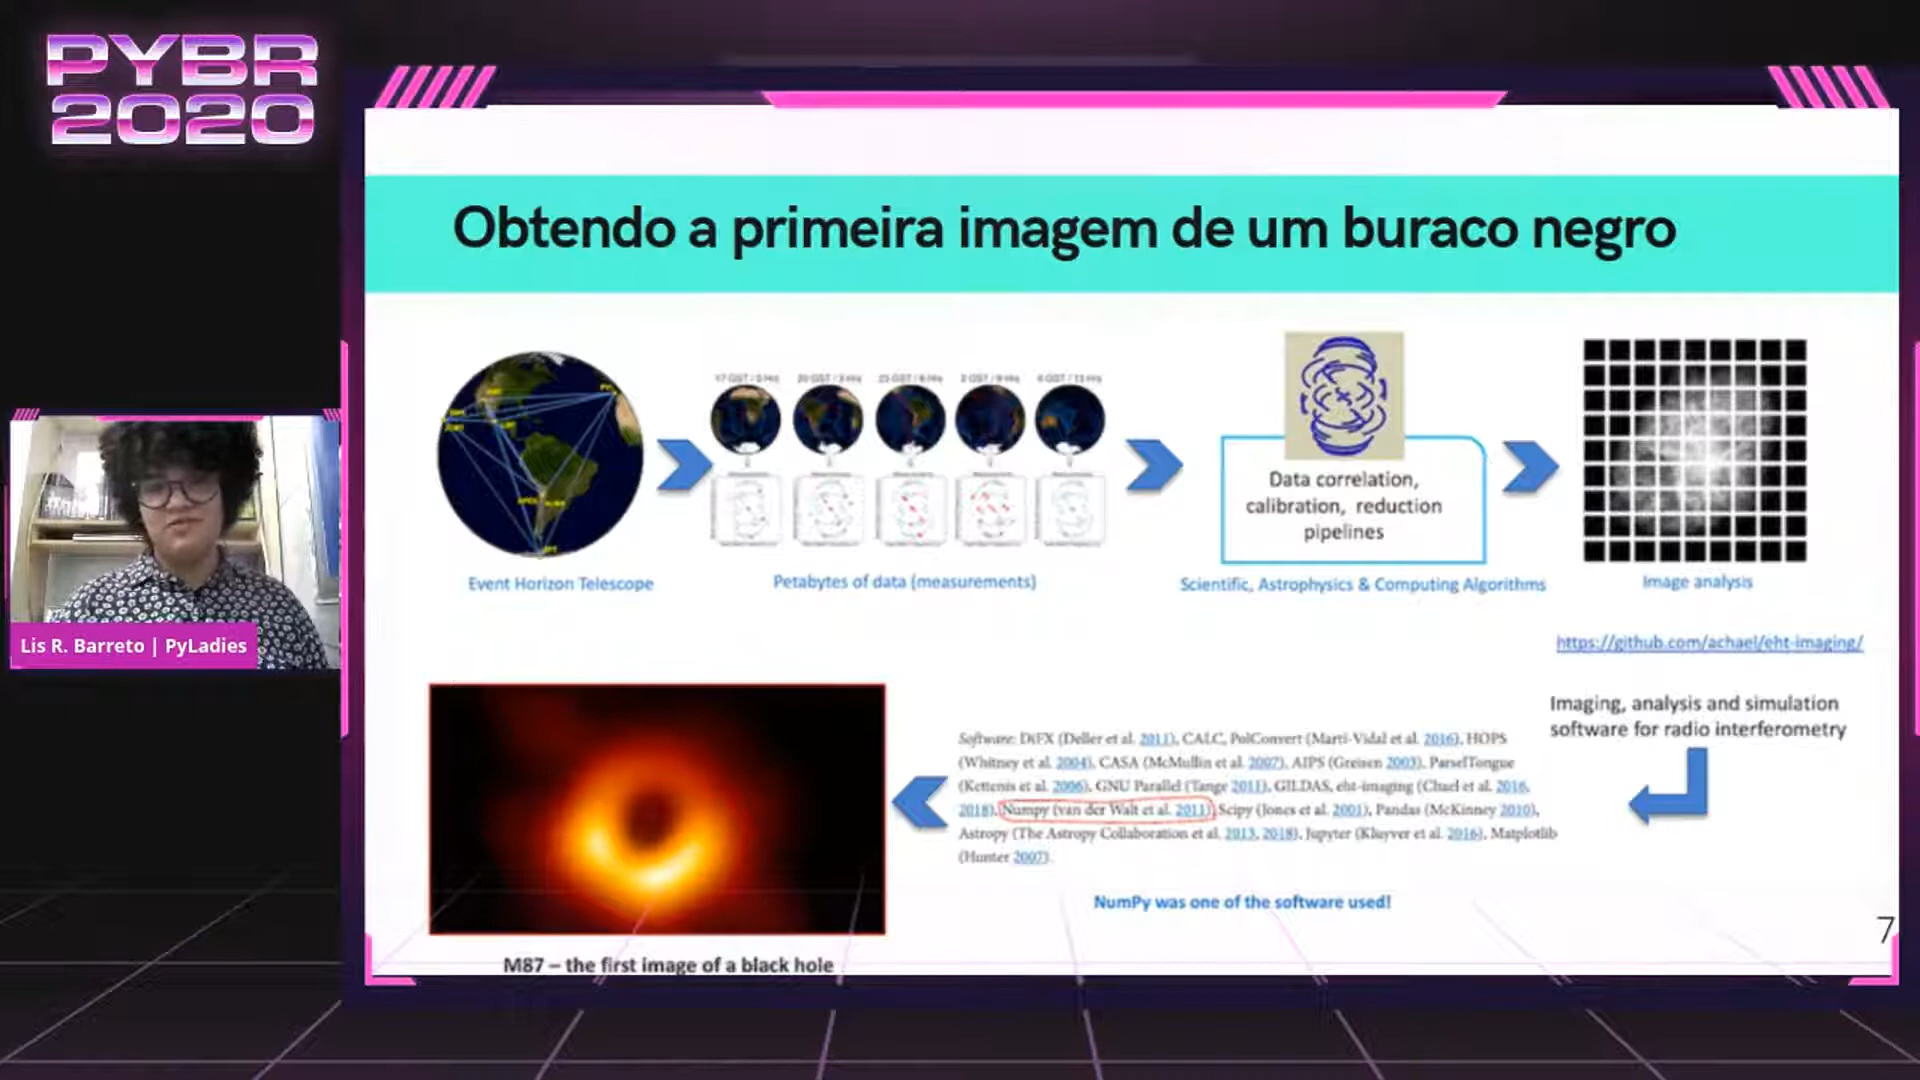 PYBR
2020
Obtendo a primeira imagem de um buraco negro
Event Horizon Telescope
Petabytes of data (measurements)
Data correlation,
calibration, reduction
pipelines
Scientific, Astrophysics & Computing Algorithms
Image analysis
https://github.com/achael/eht-imaging/
Imaging, analysis and simulation
software for radio interferometry
Software: DiFX (Deller et al. 2011), CALC, PolConvert (Martí-Vidal et al. 2016), HOPS
(Whitney et al. 2004), CASA (McMullin et al. 2007), AIPS (Greisen 2003), ParselTongue
(Kettenis et al. 2006), GNU Parallel (Tange 2011), GILDAS, eht-imaging (Chael et al. 2016,
2018), Numpy (van der Walt et al. 2011), Scipy (Jones et al. 2001), Pandas (McKinney 2010),
Astropy (The Astropy Collaboration et al. 2013, 2018), Jupyter (Kluyver et al. 2016), Matplotlib
(Hunter 2007).
NumPy was one of the software used!
M87 – the first image of a black hole
7
Lis R. Barreto | PyLadies